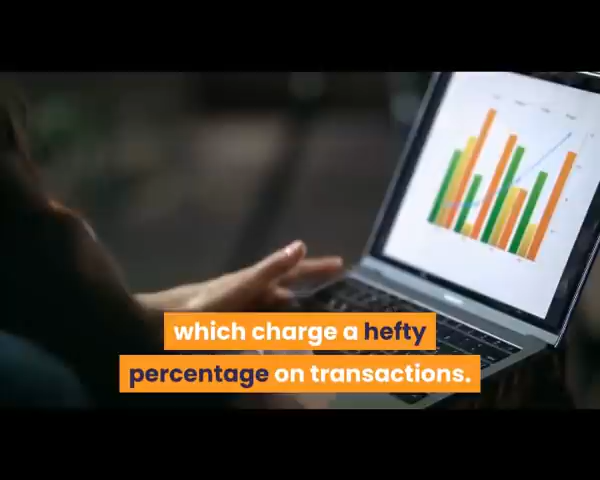 which charge a hefty
percentage on transactions.